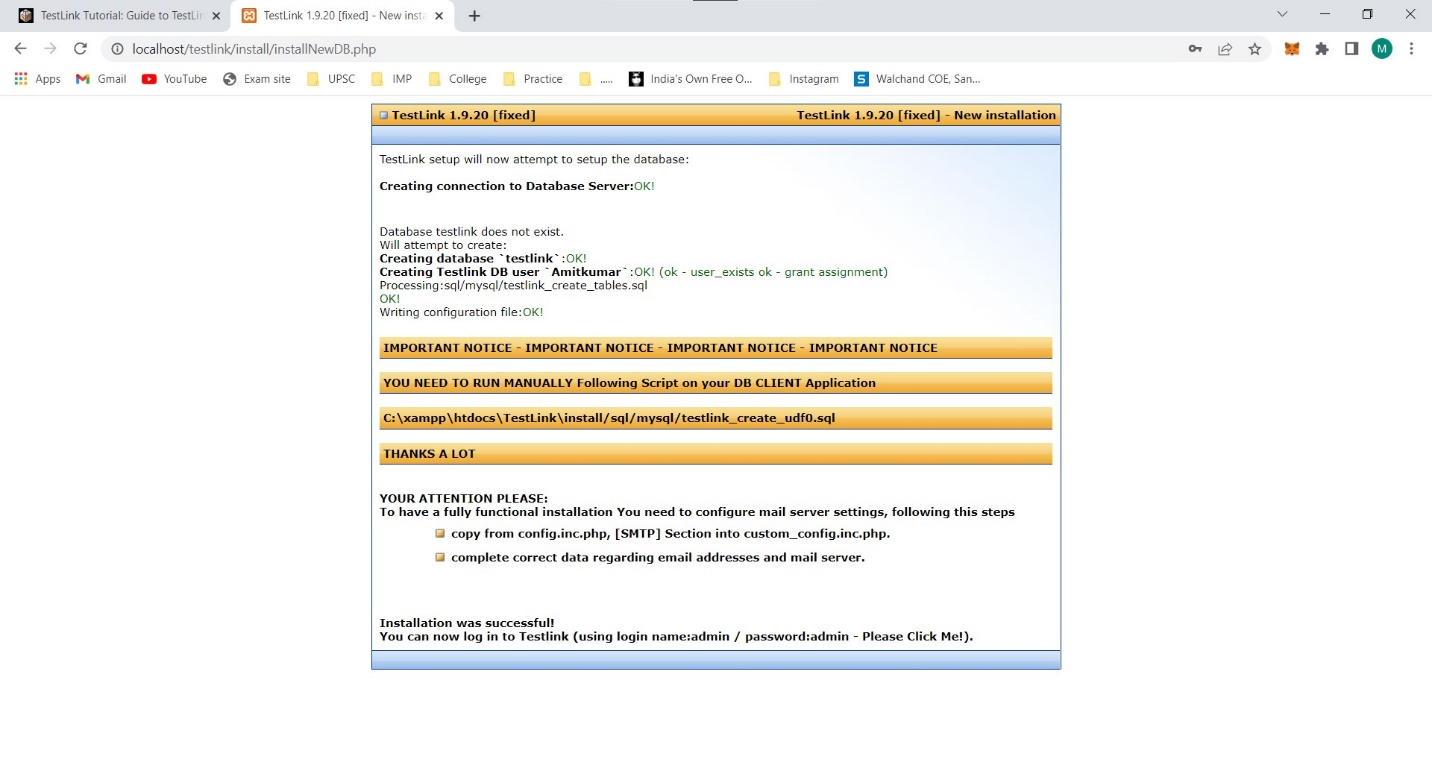 TestLink Tutorial: Guide to TestLin
TestLink 1.9.20 [fixed] - New insta
localhost/testlink/install/installNewDB.php
M
Apps Gmail YouTube Exam site UPSC IMP College Practice ..... India's Own Free O... Instagram S Walchand COE, San...
TestLink 1.9.20 [fixed] TestLink 1.9.20 [fixed] - New installation
TestLink setup will now attempt to setup the database:
Creating connection to Database Server:OK!
Database testlink does not exist.
Will attempt to create:
Creating database `testlink`:OK!
Creating Testlink DB user `Amitkumar`:OK! (ok - user_exists ok - grant assignment)
Processing:sql/mysql/testlink_create_tables.sql
OK!
Writing configuration file:OK!
IMPORTANT NOTICE - IMPORTANT NOTICE - IMPORTANT NOTICE - IMPORTANT NOTICE
YOU NEED TO RUN MANUALLY Following Script on your DB CLIENT Application
C:\xampp\htdocs\TestLink\install/sql/mysql/testlink_create_udf0.sql
THANKS A LOT
YOUR ATTENTION PLEASE:
To have a fully functional installation You need to configure mail server settings, following this steps
copy from config.inc.php, [SMTP] Section into custom_config.inc.php.
complete correct data regarding email addresses and mail server.
Installation was successful!
You can now log in to Testlink (using login name:admin / password:admin - Please Click Me!).